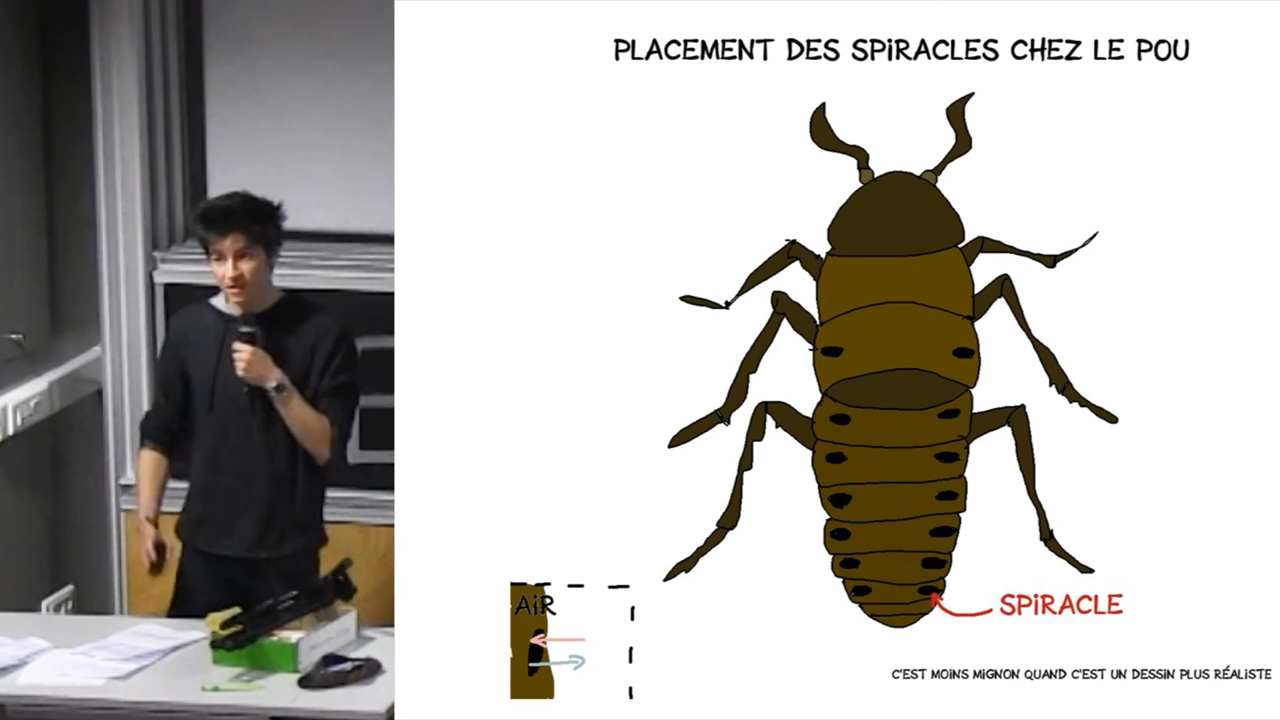 PLACEMENT DES SPIRACLES CHEZ LE POU
AIR
SPIRACLE
C'EST MOINS MIGNON QUAND C'EST UN DESSIN PLUS RÉALISTE